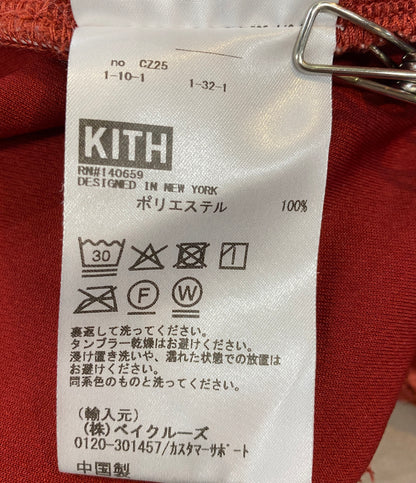 no CZ25
1-10-1 1-32-1
KITH
RN#140659
DESIGNED IN NEW YORK
ポリエステル 100%
30
F W
裏返して洗ってください。
タンブラー乾燥はお避けください。
浸け置き洗いや、濡れた状態での放置は
お避けください。
同系色のものと洗ってください。
(輸入元)
(株)ベイクルーズ
0120-301457/カスタマーサポート
中国製